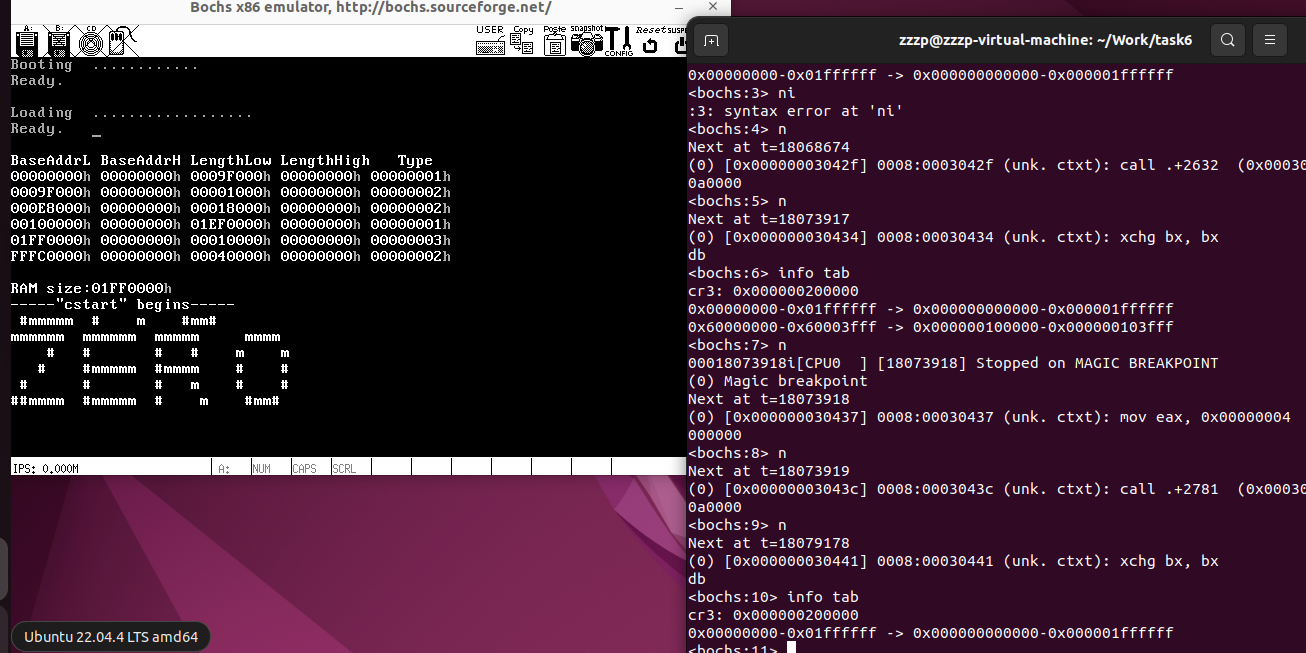 Bochs x86 emulator, http://bochs.sourceforge.net/
A: B: CD
USER Copy Paste snapshot CONFIG Reset SUSP
Booting ............
Ready.
Loading ..................
Ready. _
BaseAddrL BaseAddrH LengthLow LengthHigh Type
00000000h 00000000h 0009F000h 00000000h 00000001h
0009F000h 00000000h 00001000h 00000000h 00000002h
000E8000h 00000000h 00018000h 00000000h 00000002h
00100000h 00000000h 01EF0000h 00000000h 00000001h
01FF0000h 00000000h 00010000h 00000000h 00000003h
FFFC0000h 00000000h 00040000h 00000000h 00000002h
RAM size:01FF0000h
-----"cstart" begins-----
#mmmmm # m #mm#
mmmmmmm mmmmmmm mmmmm mmmm
# # # # m m
# #mmmmm #mmmm # #
# # # m # #
##mmmm #mmmmm # m #mm#
IPS: 0.000M A: NUM CAPS SCRL
Ubuntu 22.04.4 LTS amd64
zzzp@zzzp-virtual-machine: ~/Work/task6
0x00000000-0x01ffffff -> 0x000000000000-0x000001ffffff
<bochs:3> ni
:3: syntax error at 'ni'
<bochs:4> n
Next at t=18068674
(0) [0x00000003042f] 0008:0003042f (unk. ctxt): call .+2632 (0x00030
0a0000
<bochs:5> n
Next at t=18073917
(0) [0x000000030434] 0008:00030434 (unk. ctxt): xchg bx, bx
db
<bochs:6> info tab
cr3: 0x000000200000
0x00000000-0x01ffffff -> 0x000000000000-0x000001ffffff
0x60000000-0x60003fff -> 0x000000100000-0x000000103fff
<bochs:7> n
00018073918i[CPU0 ] [18073918] Stopped on MAGIC BREAKPOINT
(0) Magic breakpoint
Next at t=18073918
(0) [0x000000030437] 0008:00030437 (unk. ctxt): mov eax, 0x00000004
000000
<bochs:8> n
Next at t=18073919
(0) [0x00000003043c] 0008:0003043c (unk. ctxt): call .+2781 (0x00030
0a0000
<bochs:9> n
Next at t=18079178
(0) [0x000000030441] 0008:00030441 (unk. ctxt): xchg bx, bx
db
<bochs:10> info tab
cr3: 0x000000200000
0x00000000-0x01ffffff -> 0x000000000000-0x000001ffffff
<bochs:11>